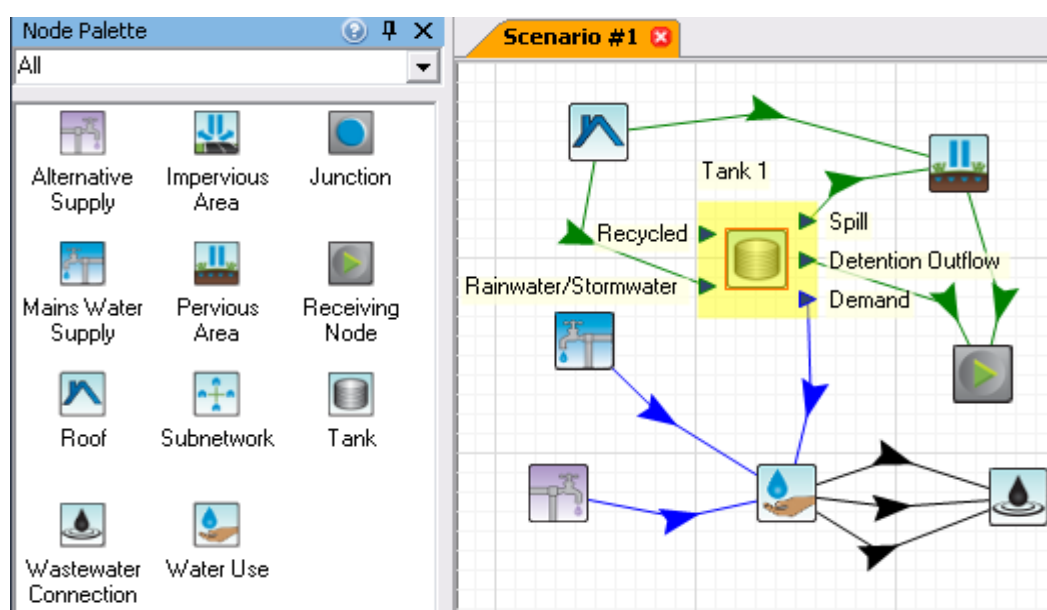 Node Palette
All
Alternative
Supply
Impervious
Area
Junction
Mains Water
Supply
Pervious
Area
Receiving
Node
Roof
Subnetwork
Tank
Wastewater
Connection
Water Use
Scenario #1
Tank 1
Recycled
Spill
Detention Outflow
Rainwater/Stormwater
Demand